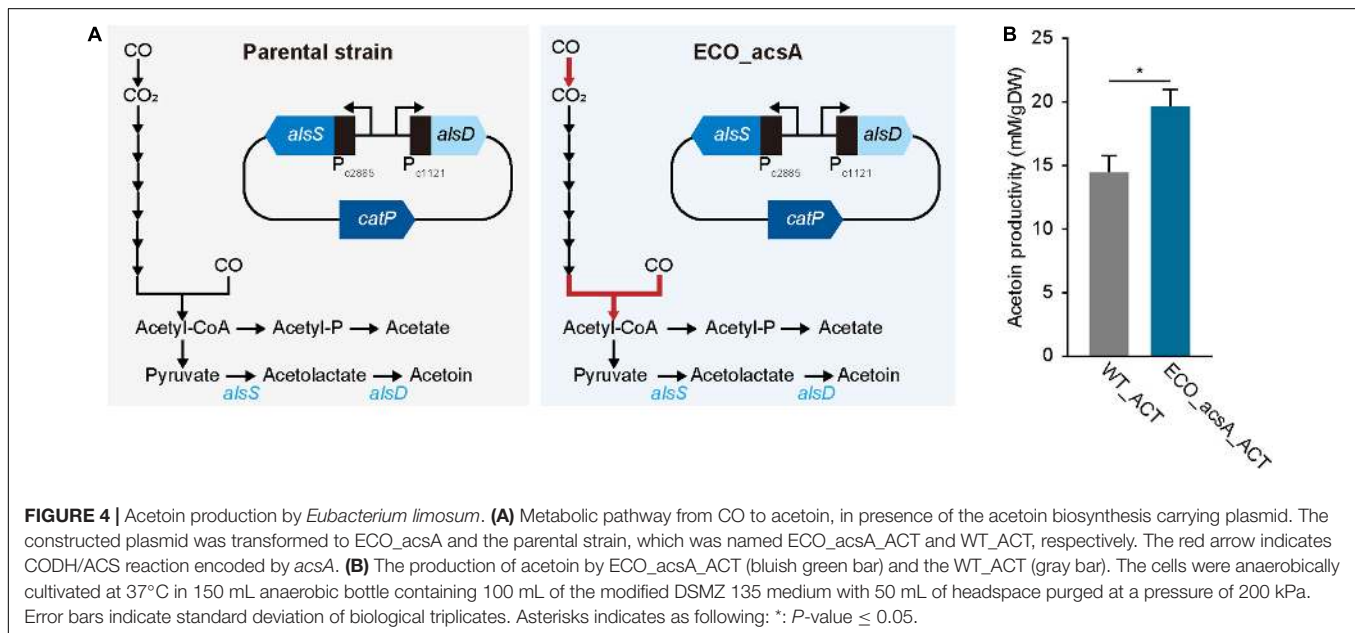 A
Parental strain
CO
CO₂
alsS
alsD
P c2885
P c1121
catP
CO
Acetyl-CoA
Acetyl-P
Acetate
Pyruvate
Acetolactate
Acetoin
alsS
alsD
ECO_acsA
CO
CO₂
alsS
alsD
P c2885
P c1121
catP
CO
Acetyl-CoA
Acetyl-P
Acetate
Pyruvate
Acetolactate
Acetoin
alsS
alsD
B
Acetoin productivity (mM/gDW)
25
20
15
10
5
0
*
WT_ACT
ECO_acsA_ACT
FIGURE 4 | Acetoin production by Eubacterium limosum. (A) Metabolic pathway from CO to acetoin, in presence of the acetoin biosynthesis carrying plasmid. The
constructed plasmid was transformed to ECO_acsA and the parental strain, which was named ECO_acsA_ACT and WT_ACT, respectively. The red arrow indicates
CODH/ACS reaction encoded by acsA. (B) The production of acetoin by ECO_acsA_ACT (bluish green bar) and the WT_ACT (gray bar). The cells were anaerobically
cultivated at 37°C in 150 mL anaerobic bottle containing 100 mL of the modified DSMZ 135 medium with 50 mL of headspace purged at a pressure of 200 kPa.
Error bars indicate standard deviation of biological triplicates. Asterisks indicates as following: *: P-value ≤ 0.05.